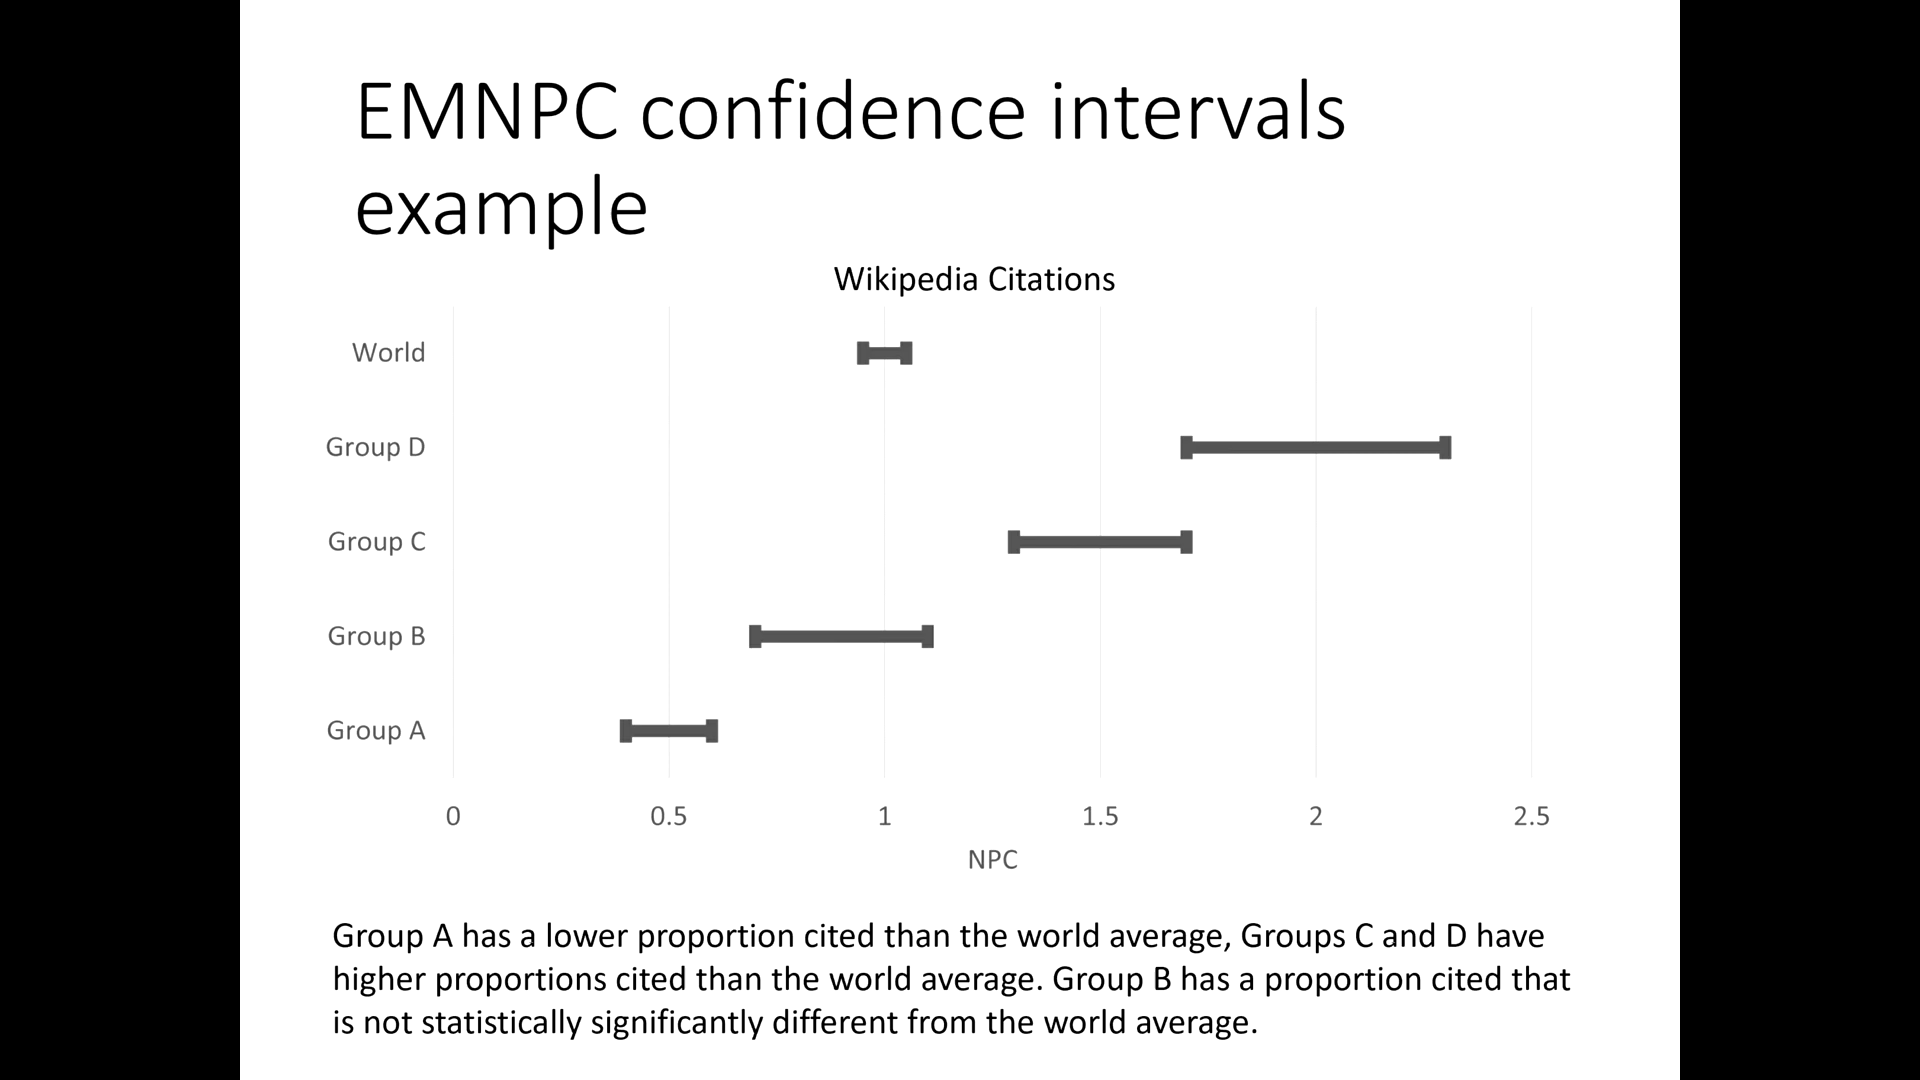 EMNPC confidence intervals
example
Wikipedia Citations
World
Group D
Group C
Group B
Group A
0 0.5 1 1.5 2 2.5
NPC
Group A has a lower proportion cited than the world average, Groups C and D have
higher proportions cited than the world average. Group B has a proportion cited that
is not statistically significantly different from the world average.